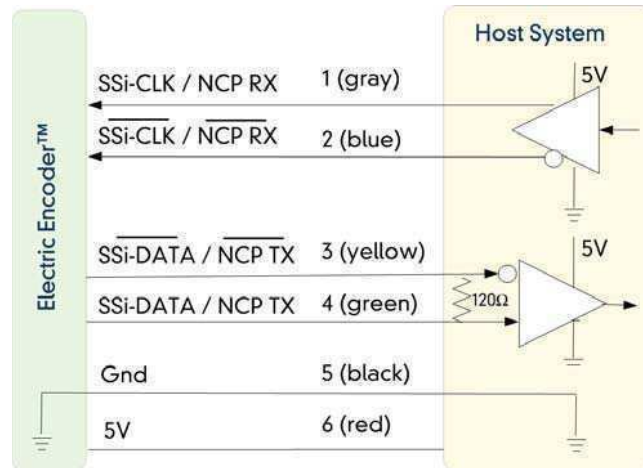 Host System
5V
SSi-CLK / NCP RX 1 (gray)
SSi-CLK / NCP RX 2 (blue)
Electric Encoder™
5V
SSi-DATA / NCP TX 3 (yellow)
SSi-DATA / NCP TX 4 (green)
120Ω
Gnd 5 (black)
5V 6 (red)